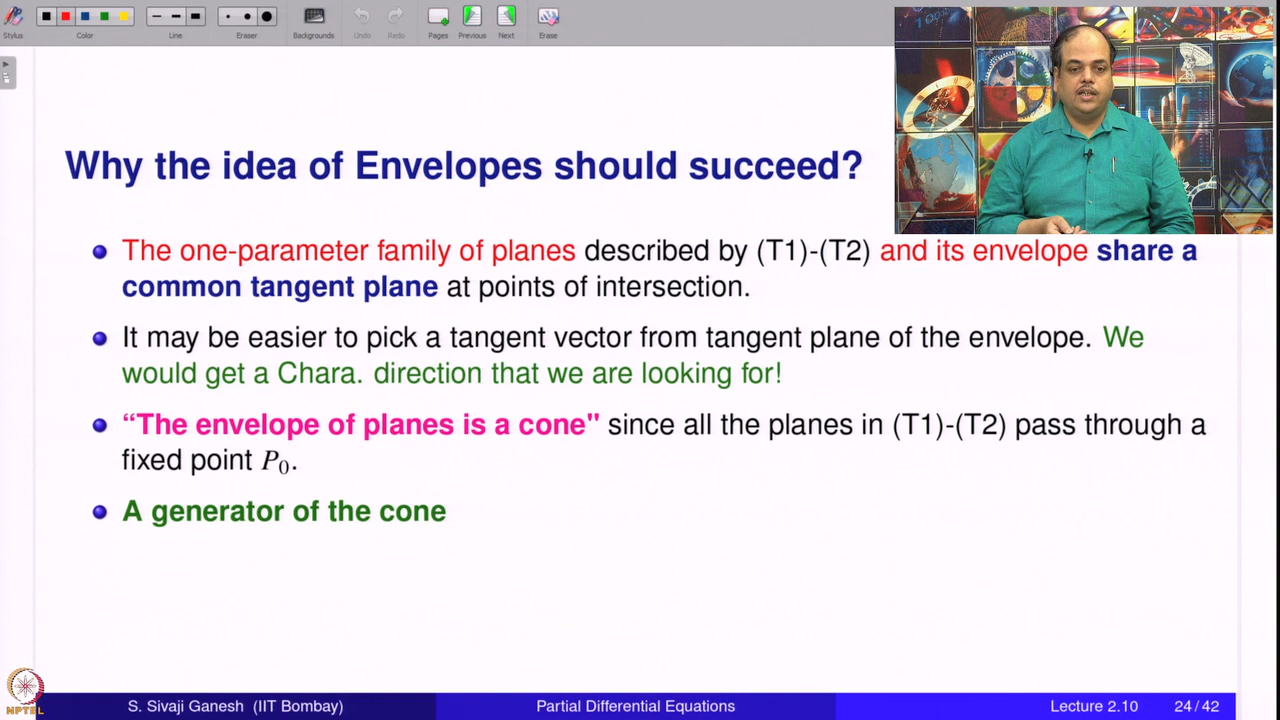 Stylus
Color
Line
Eraser
Backgrounds
Undo
Redo
Pages
Previous
Next
Erase
Why the idea of Envelopes should succeed?
The one-parameter family of planes described by (T1)-(T2) and its envelope share a
common tangent plane at points of intersection.
It may be easier to pick a tangent vector from tangent plane of the envelope. We
would get a Chara. direction that we are looking for!
“The envelope of planes is a cone" since all the planes in (T1)-(T2) pass through a
fixed point P₀.
A generator of the cone
NPTEL
S. Sivaji Ganesh (IIT Bombay)
Partial Differential Equations
Lecture 2.10
24/42